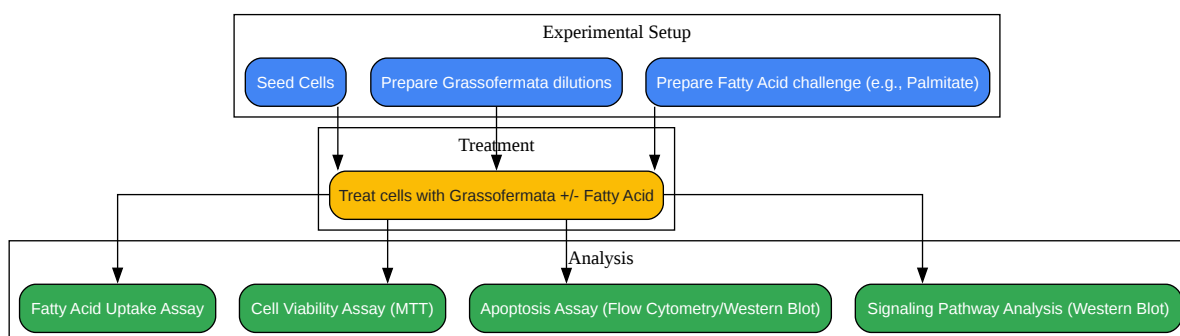 Experimental Setup
Seed Cells
Prepare Grassofermata dilutions
Prepare Fatty Acid challenge (e.g., Palmitate)
Treatment
Treat cells with Grassofermata +/- Fatty Acid
Analysis
Fatty Acid Uptake Assay
Cell Viability Assay (MTT)
Apoptosis Assay (Flow Cytometry/Western Blot)
Signaling Pathway Analysis (Western Blot)